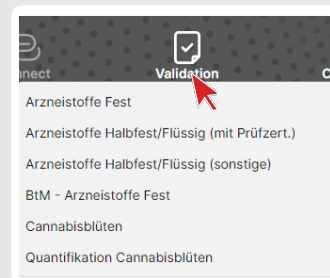 nnect
Validation
C
Arzneistoffe Fest
Arzneistoffe Halbfest/Flüssig (mit Prüfzert.)
Arzneistoffe Halbfest/Flüssig (sonstige)
BtM - Arzneistoffe Fest
Cannabisblüten
Quantifikation Cannabisblüten